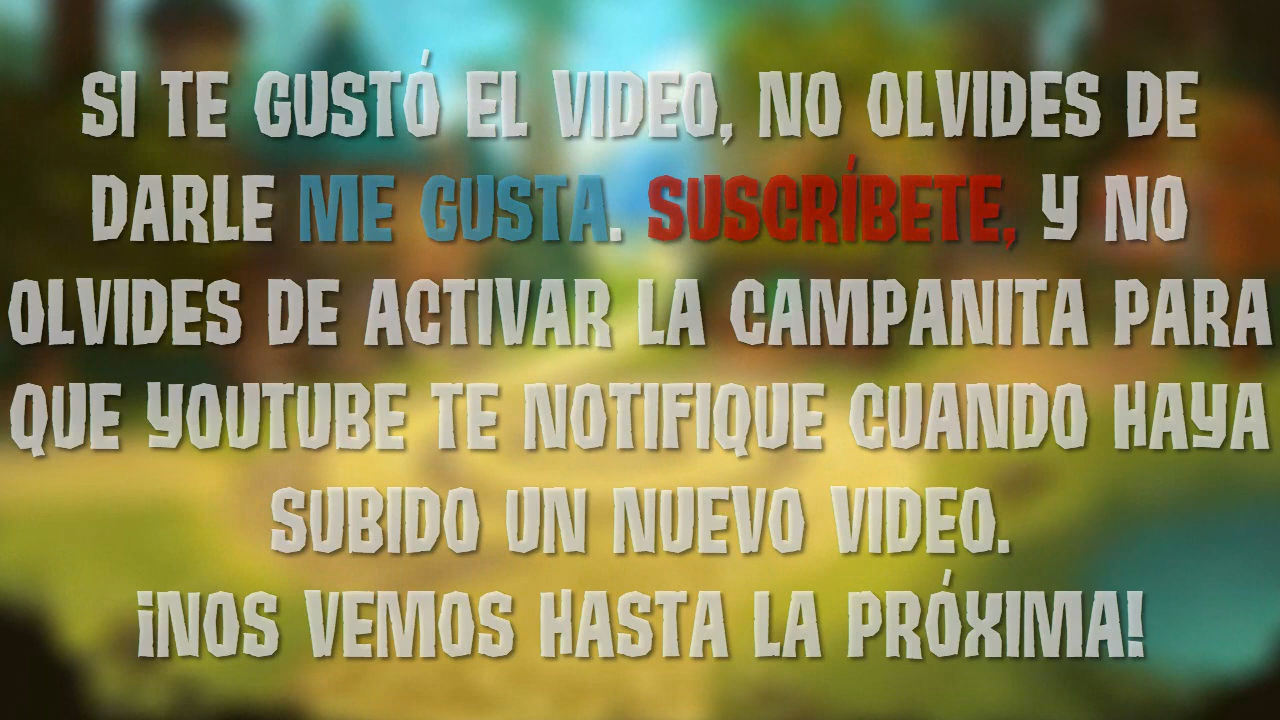 SI TE GUSTÓ EL VIDEO, NO OLVIDES DE
DARLE ME GUSTA. SUSCRÍBETE, Y NO
OLVIDES DE ACTIVAR LA CAMPANITA PARA
QUE YOUTUBE TE NOTIFIQUE CUANDO HAYA
SUBIDO UN NUEVO VIDEO.
¡NOS VEMOS HASTA LA PRÓXIMA!